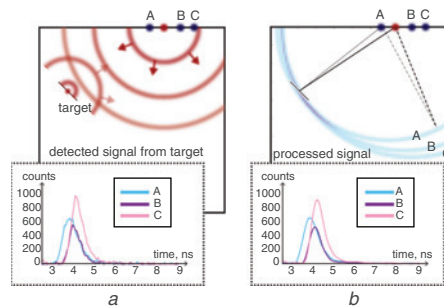 A B C
target
detected signal from target
counts
1000
800
600
400
200
0
A
B
C
time, ns
3 4 5 6 7 8 9
a
A B C
A
B
processed signal
counts
1000
800
600
400
200
0
A
B
C
time, ns
3 4 5 6 7 8 9
b